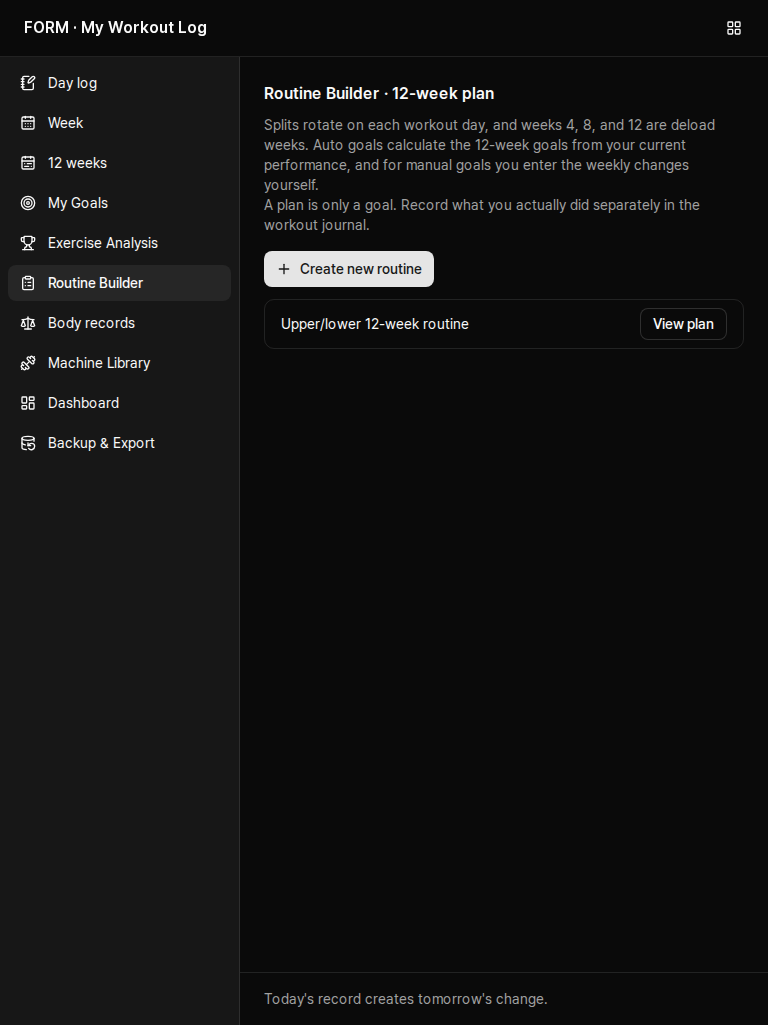 FORM · My Workout Log
Day log
Week
12 weeks
My Goals
Exercise Analysis
Routine Builder
Body records
Machine Library
Dashboard
Backup & Export
Routine Builder · 12-week plan
Splits rotate on each workout day, and weeks 4, 8, and 12 are deload
weeks. Auto goals calculate the 12-week goals from your current
performance, and for manual goals you enter the weekly changes
yourself.
A plan is only a goal. Record what you actually did separately in the
workout journal.
Create new routine
Upper/lower 12-week routine
View plan
Today's record creates tomorrow's change.